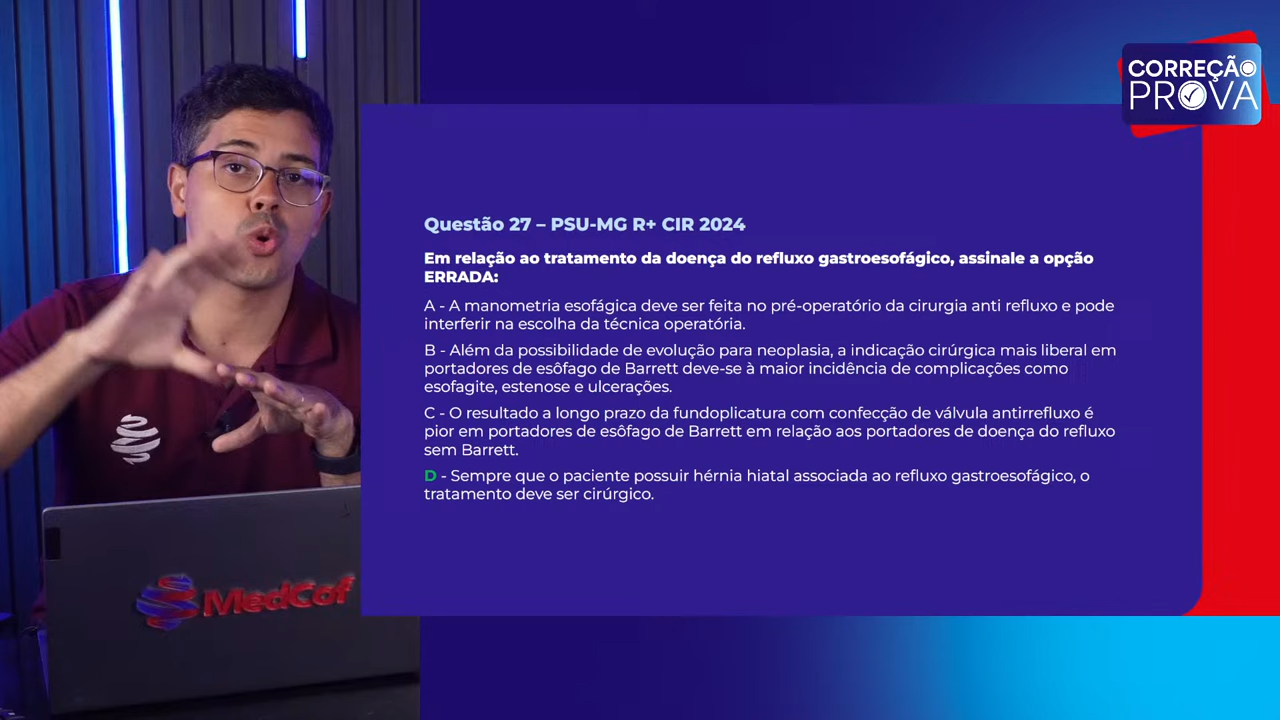 CORREÇÃO
PROVA
Questão 27 – PSU-MG R+ CIR 2024
Em relação ao tratamento da doença do refluxo gastroesofágico, assinale a opção
ERRADA:
A - A manometria esofágica deve ser feita no pré-operatório da cirurgia anti refluxo e pode
interferir na escolha da técnica operatória.
B - Além da possibilidade de evolução para neoplasia, a indicação cirúrgica mais liberal em
portadores de esôfago de Barrett deve-se à maior incidência de complicações como
esofagite, estenose e ulcerações.
C - O resultado a longo prazo da fundoplicatura com confecção de válvula antirrefluxo é
pior em portadores de esôfago de Barrett em relação aos portadores de doença do refluxo
sem Barrett.
D - Sempre que o paciente possuir hérnia hiatal associada ao refluxo gastroesofágico, o
tratamento deve ser cirúrgico.
MedCof